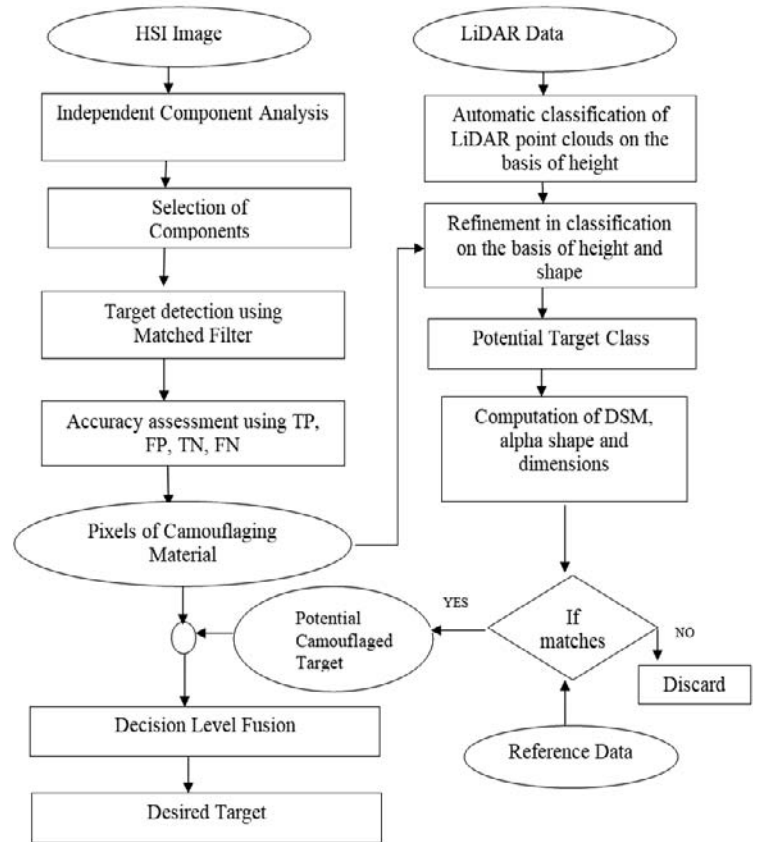 HSI Image
Independent Component Analysis
Selection of
Components
Target detection using
Matched Filter
Accuracy assessment using TP,
FP, TN, FN
Pixels of Camouflaging
Material
Decision Level Fusion
Desired Target
LiDAR Data
Automatic classification of
LiDAR point clouds on the
basis of height
Refinement in classification
on the basis of height and
shape
Potential Target Class
Computation of DSM,
alpha shape and
dimensions
If
matches
YES
NO
Potential
Camouflaged
Target
Discard
Reference Data